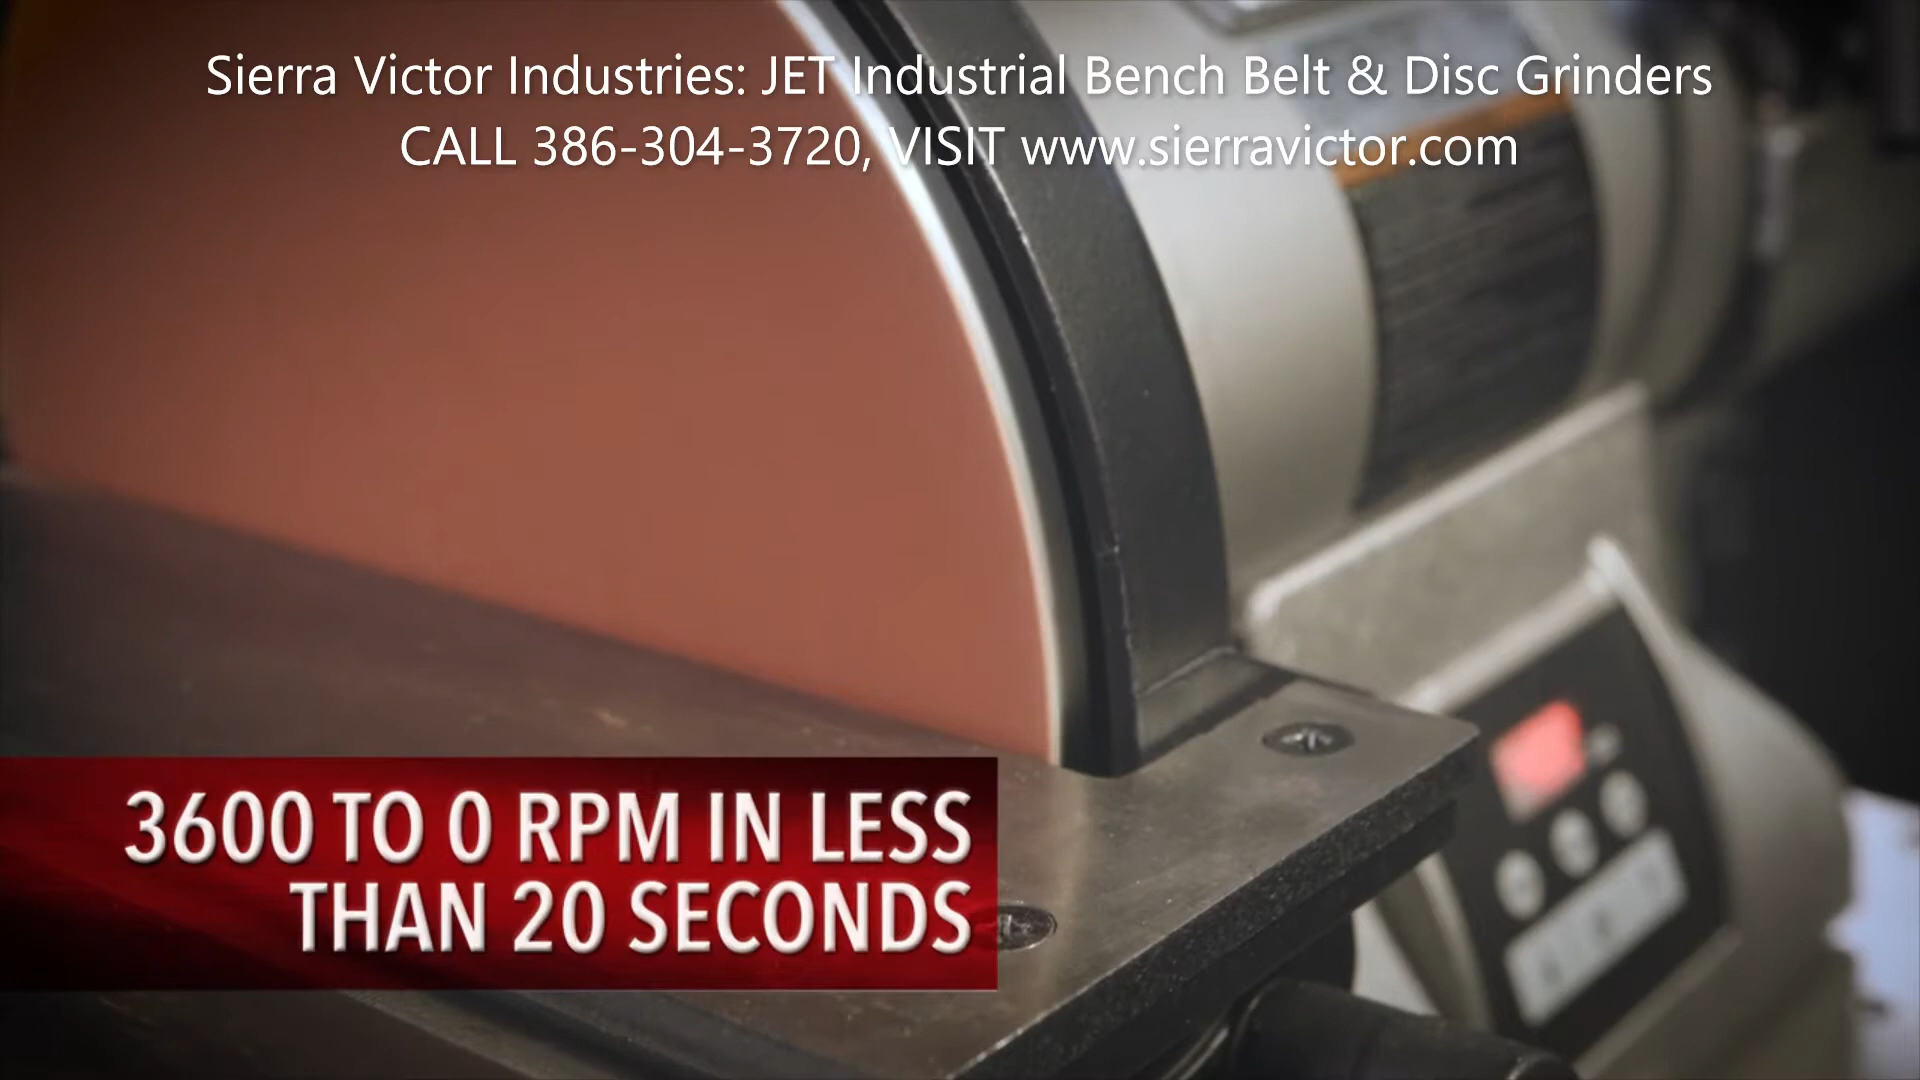 Sierra Victor Industries: JET Industrial Bench Belt & Disc Grinders
CALL 386-304-3720, VISIT www.sierravictor.com
3600 TO 0 RPM IN LESS
THAN 20 SECONDS